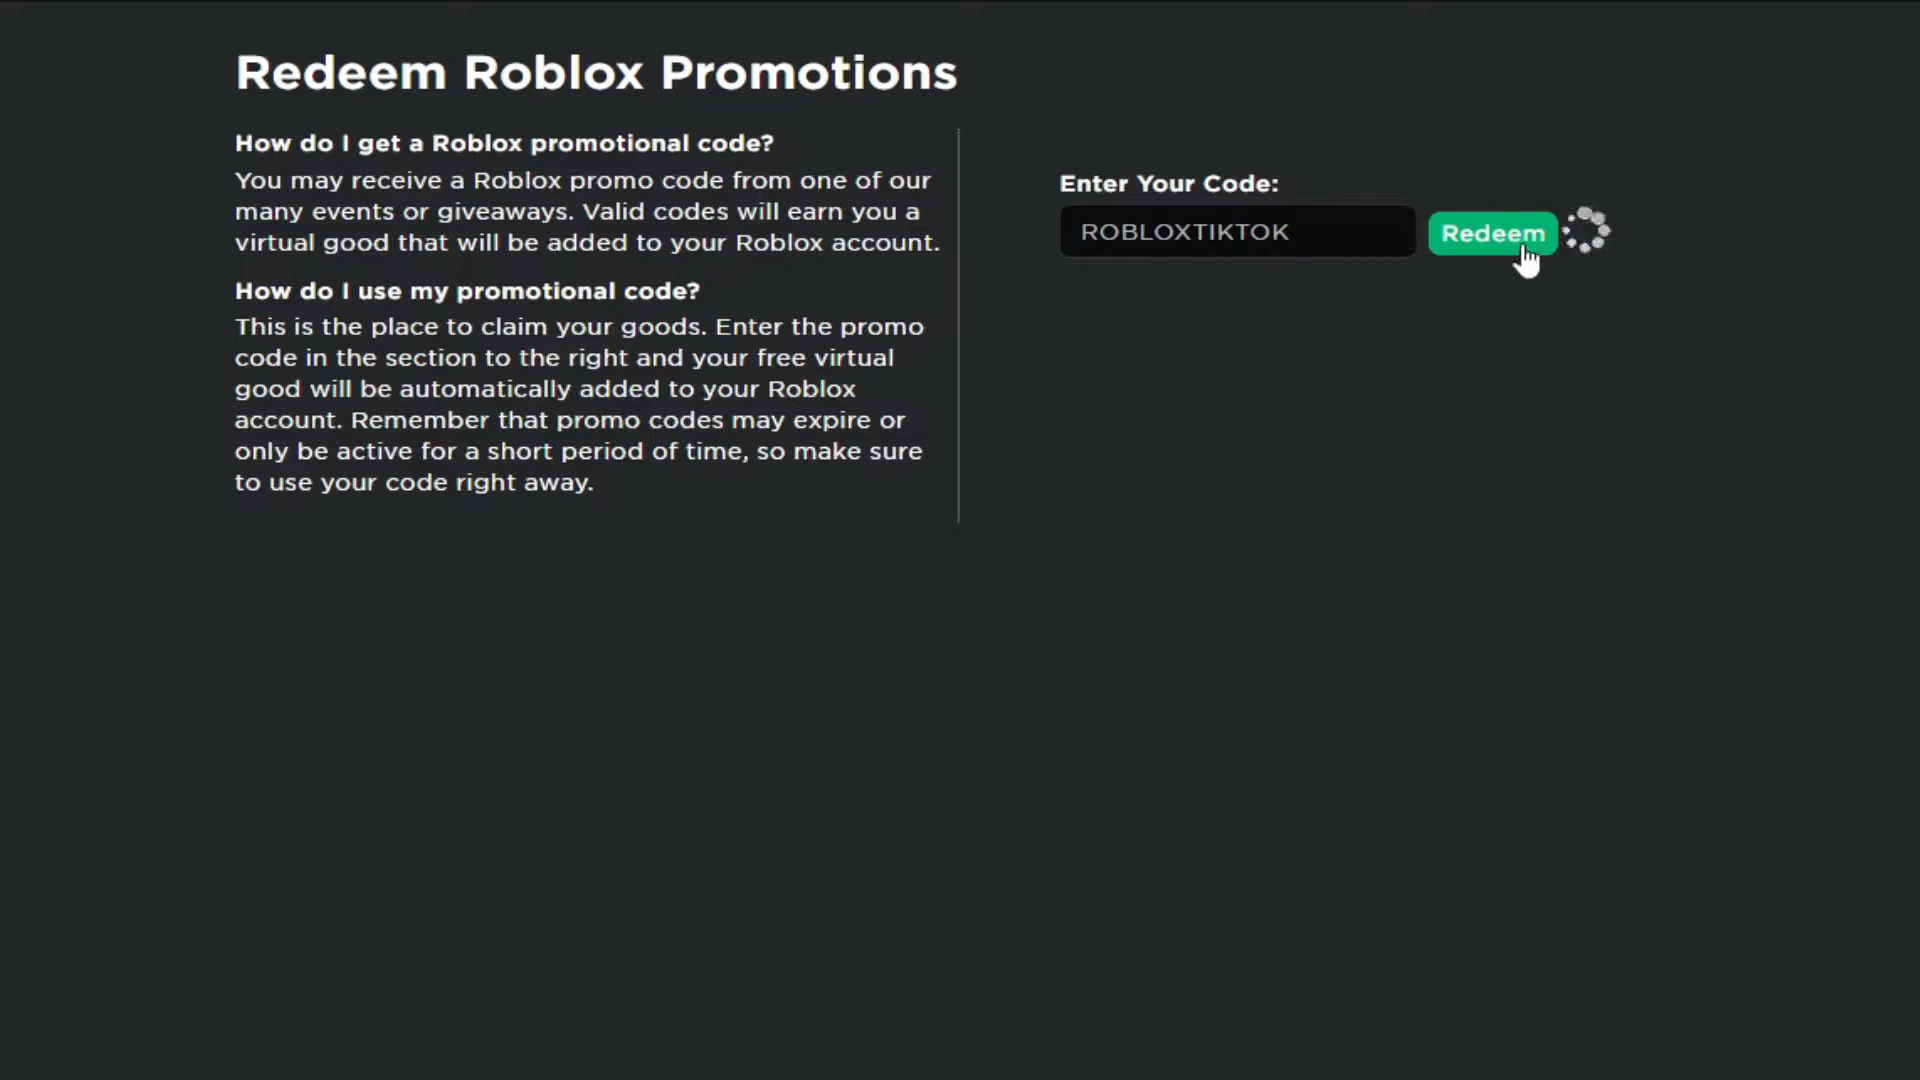 Redeem Roblox Promotions
How do I get a Roblox promotional code?
You may receive a Roblox promo code from one of our
many events or giveaways. Valid codes will earn you a
virtual good that will be added to your Roblox account.
How do I use my promotional code?
This is the place to claim your goods. Enter the promo
code in the section to the right and your free virtual
good will be automatically added to your Roblox
account. Remember that promo codes may expire or
only be active for a short period of time, so make sure
to use your code right away.
Enter Your Code:
ROBLOXTIKTOK
Redeem